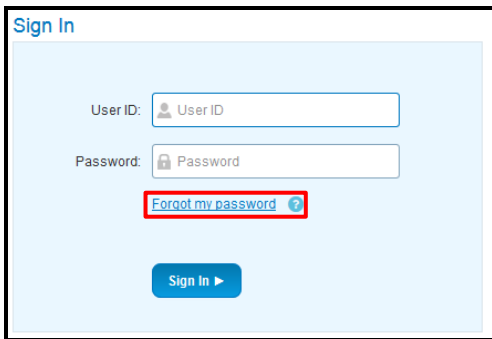 Sign In
User ID: User ID
Password: Password
Forgot my password ?
Sign In ►